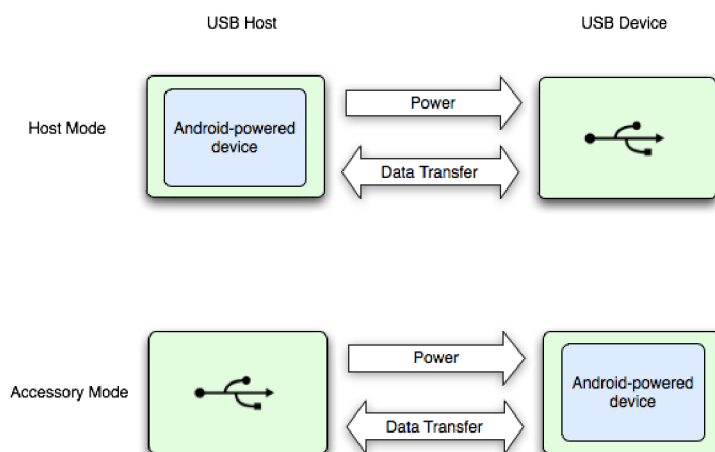 USB Host
USB Device
Host Mode
Android-powered
device
Power
Data Transfer
Accessory Mode
Power
Data Transfer
Android-powered
device